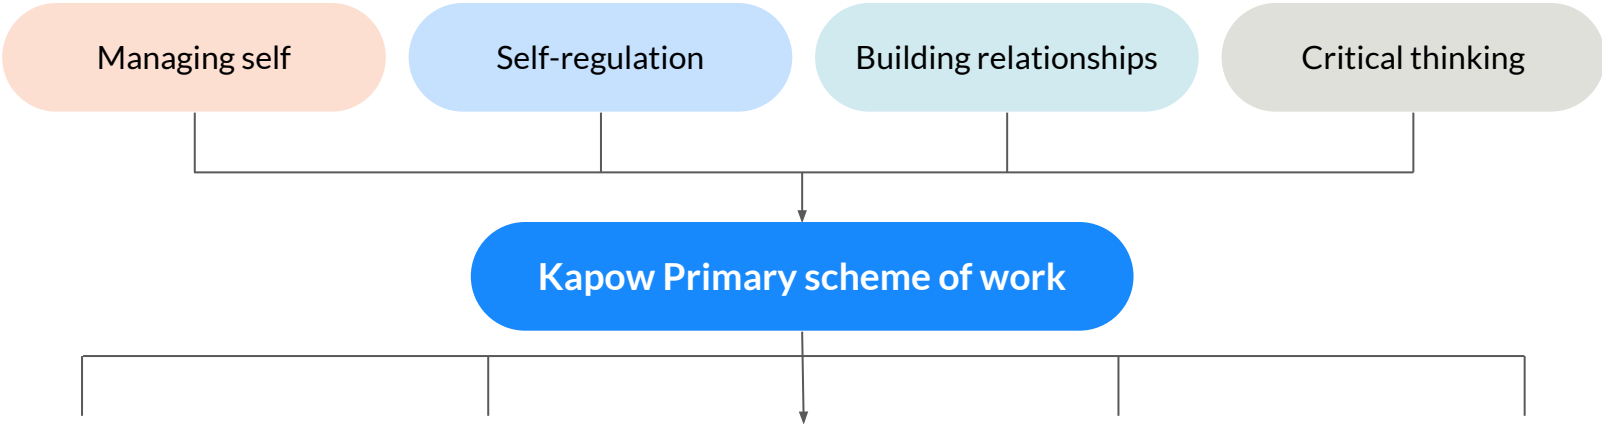 Managing self
Self-regulation
Building relationships
Critical thinking
Kapow Primary scheme of work